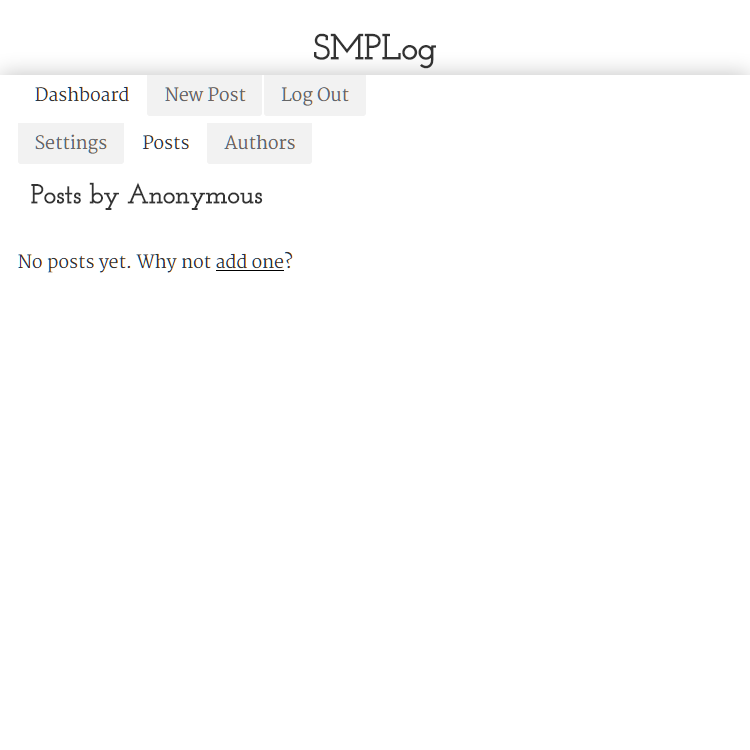 SMPLog
Dashboard New Post Log Out
Settings Posts Authors
Posts by Anonymous
No posts yet. Why not add one?